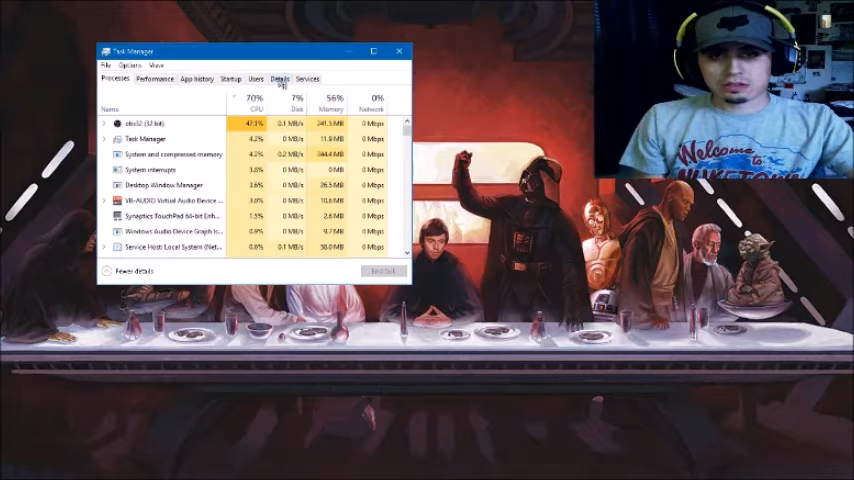 Task Manager
File Options View
Processes Performance App history Startup Users Details Services
70% 7% 56% 0%
Name CPU Disk Memory Network
obs32 (32 bit) 47.1% 0.1 MB/s 241.5 MB 0 Mbps
Task Manager 4.2% 0 MB/s 11.9 MB 0 Mbps
System and compressed memory 4.2% 0.2 MB/s 344.4 MB 0 Mbps
System interrupts 3.8% 0 MB/s 0 MB 0 Mbps
Desktop Window Manager 3.6% 0 MB/s 26.5 MB 0 Mbps
VB-AUDIO Virtual Audio Device ... 3.0% 0 MB/s 10.6 MB 0 Mbps
Synaptics TouchPad 64-bit Enh... 1.5% 0 MB/s 2.6 MB 0 Mbps
Windows Audio Device Graph Is... 0.9% 0 MB/s 9.7 MB 0 Mbps
Service Host: Local System (Net... 0.8% 0.1 MB/s 58.0 MB 0 Mbps
Fewer details End task
Welcome
to
NUKETOWN